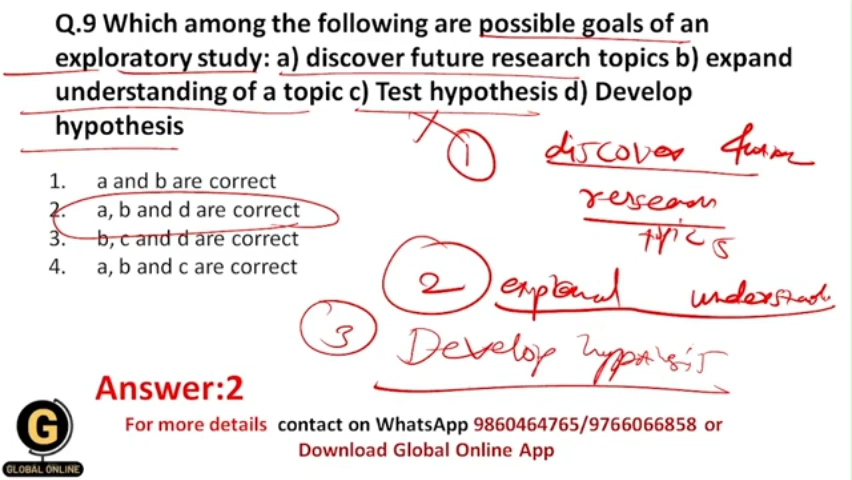 Q.9 Which among the following are possible goals of an
exploratory study: a) discover future research topics b) expand
understanding of a topic c) Test hypothesis d) Develop
hypothesis
1. a and b are correct
2. a, b and d are correct
3. b, c and d are correct
4. a, b and c are correct
1 discover
research
topics
2 expand understand
3 Develop
Answer:2
For more details contact on WhatsApp 9860464765/9766066858 or
Download Global Online App
G
GLOBAL ONLINE